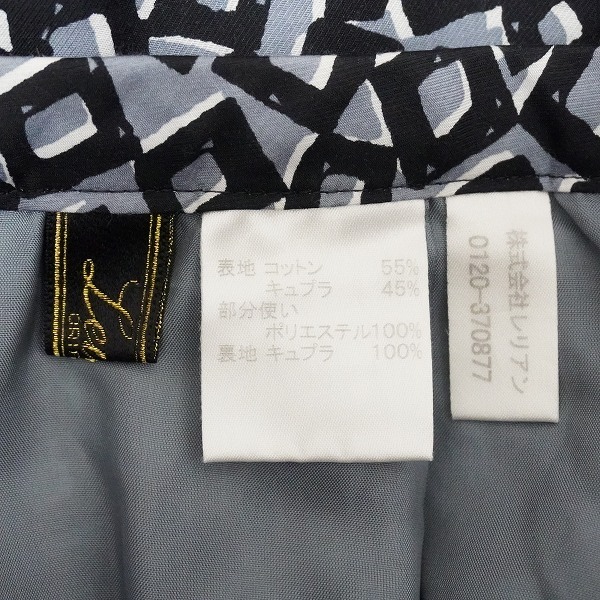 表地 コットン 55%
キュプラ 45%
部分使い
ポリエステル100%
裏地 キュプラ 100%
株式会社レリアン
0120-370877